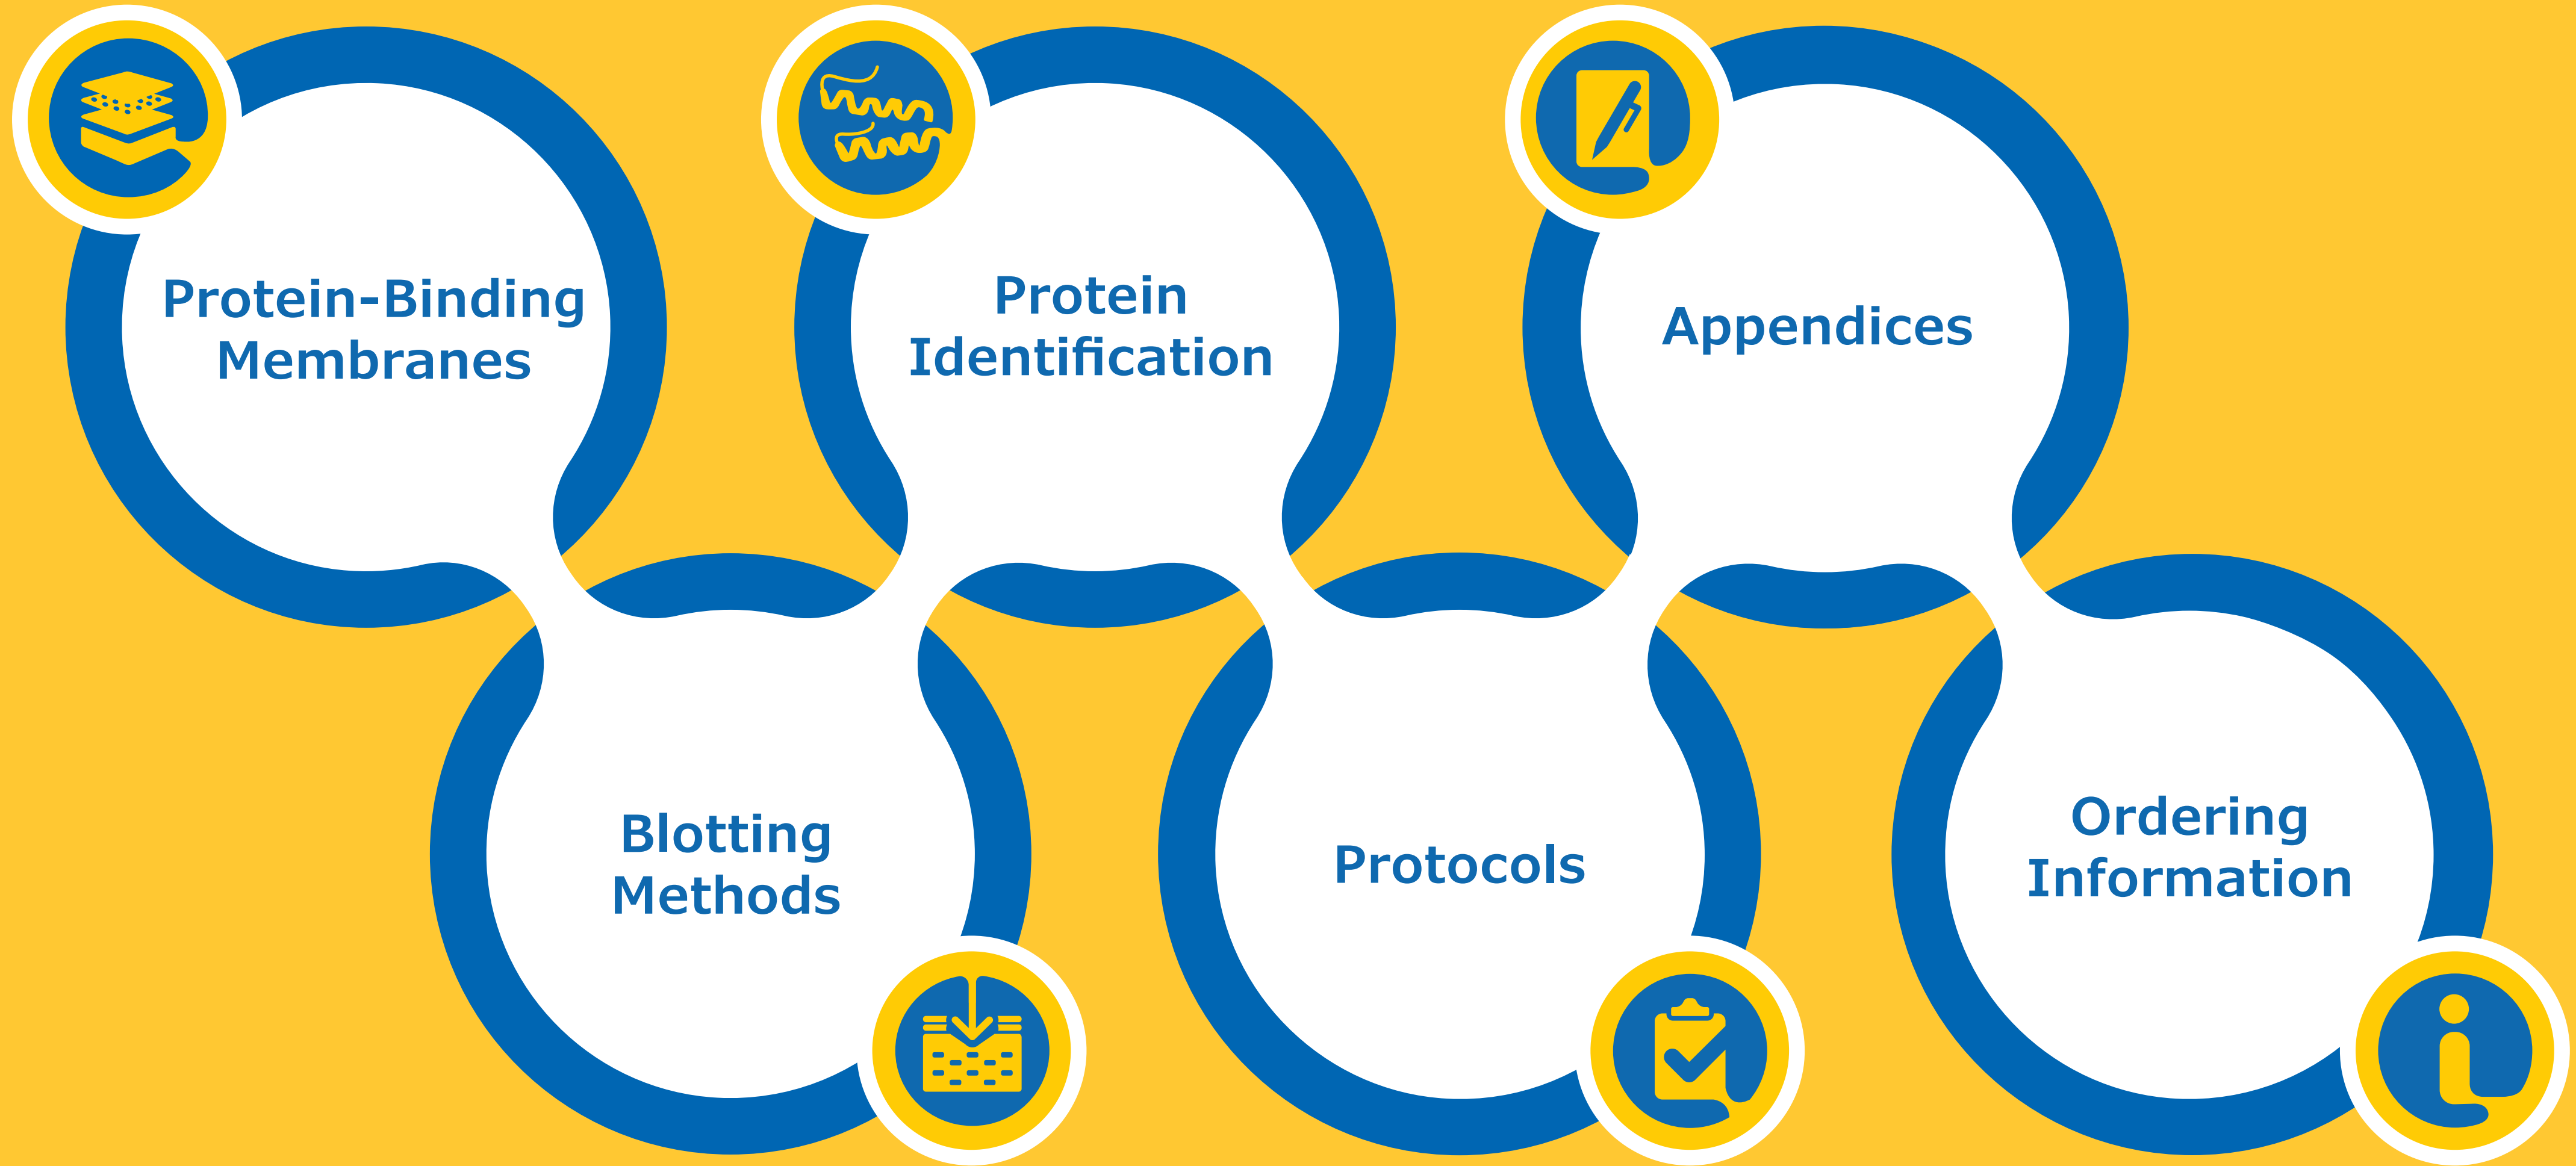 Protein-Binding
Membranes
Blotting
Methods
Protein
Identification
Protocols
Appendices
Ordering
Information